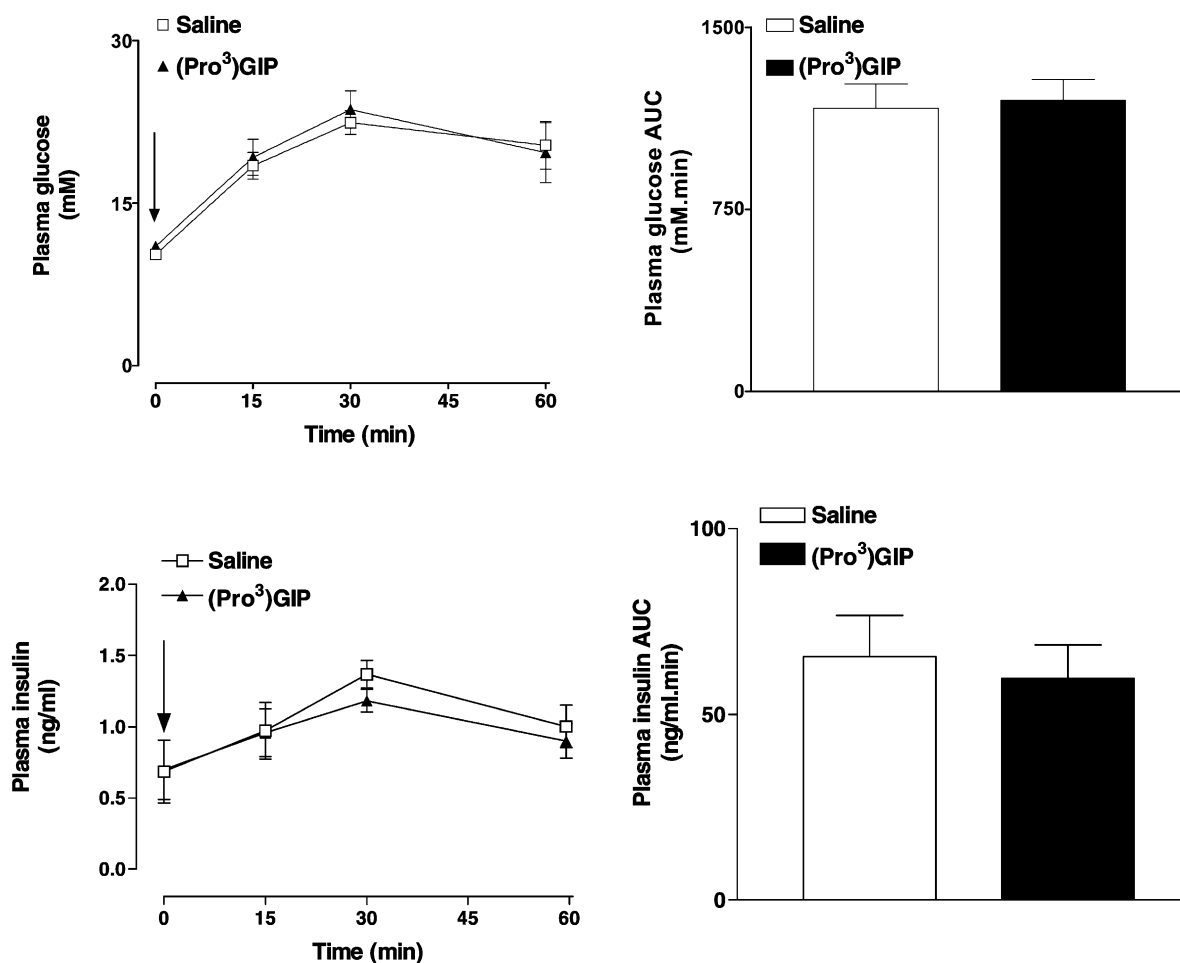 Saline
(Pro³)GIP
30
15
0
Plasma glucose
(mM)
0 15 30 45 60
Time (min)
Saline
(Pro³)GIP
1500
750
0
Plasma glucose AUC
(mM.min)
Saline
(Pro³)GIP
2.0
1.5
1.0
0.5
0.0
Plasma insulin
(ng/ml)
0 15 30 45 60
Time (min)
Saline
(Pro³)GIP
100
50
0
Plasma insulin AUC
(ng/ml.min)